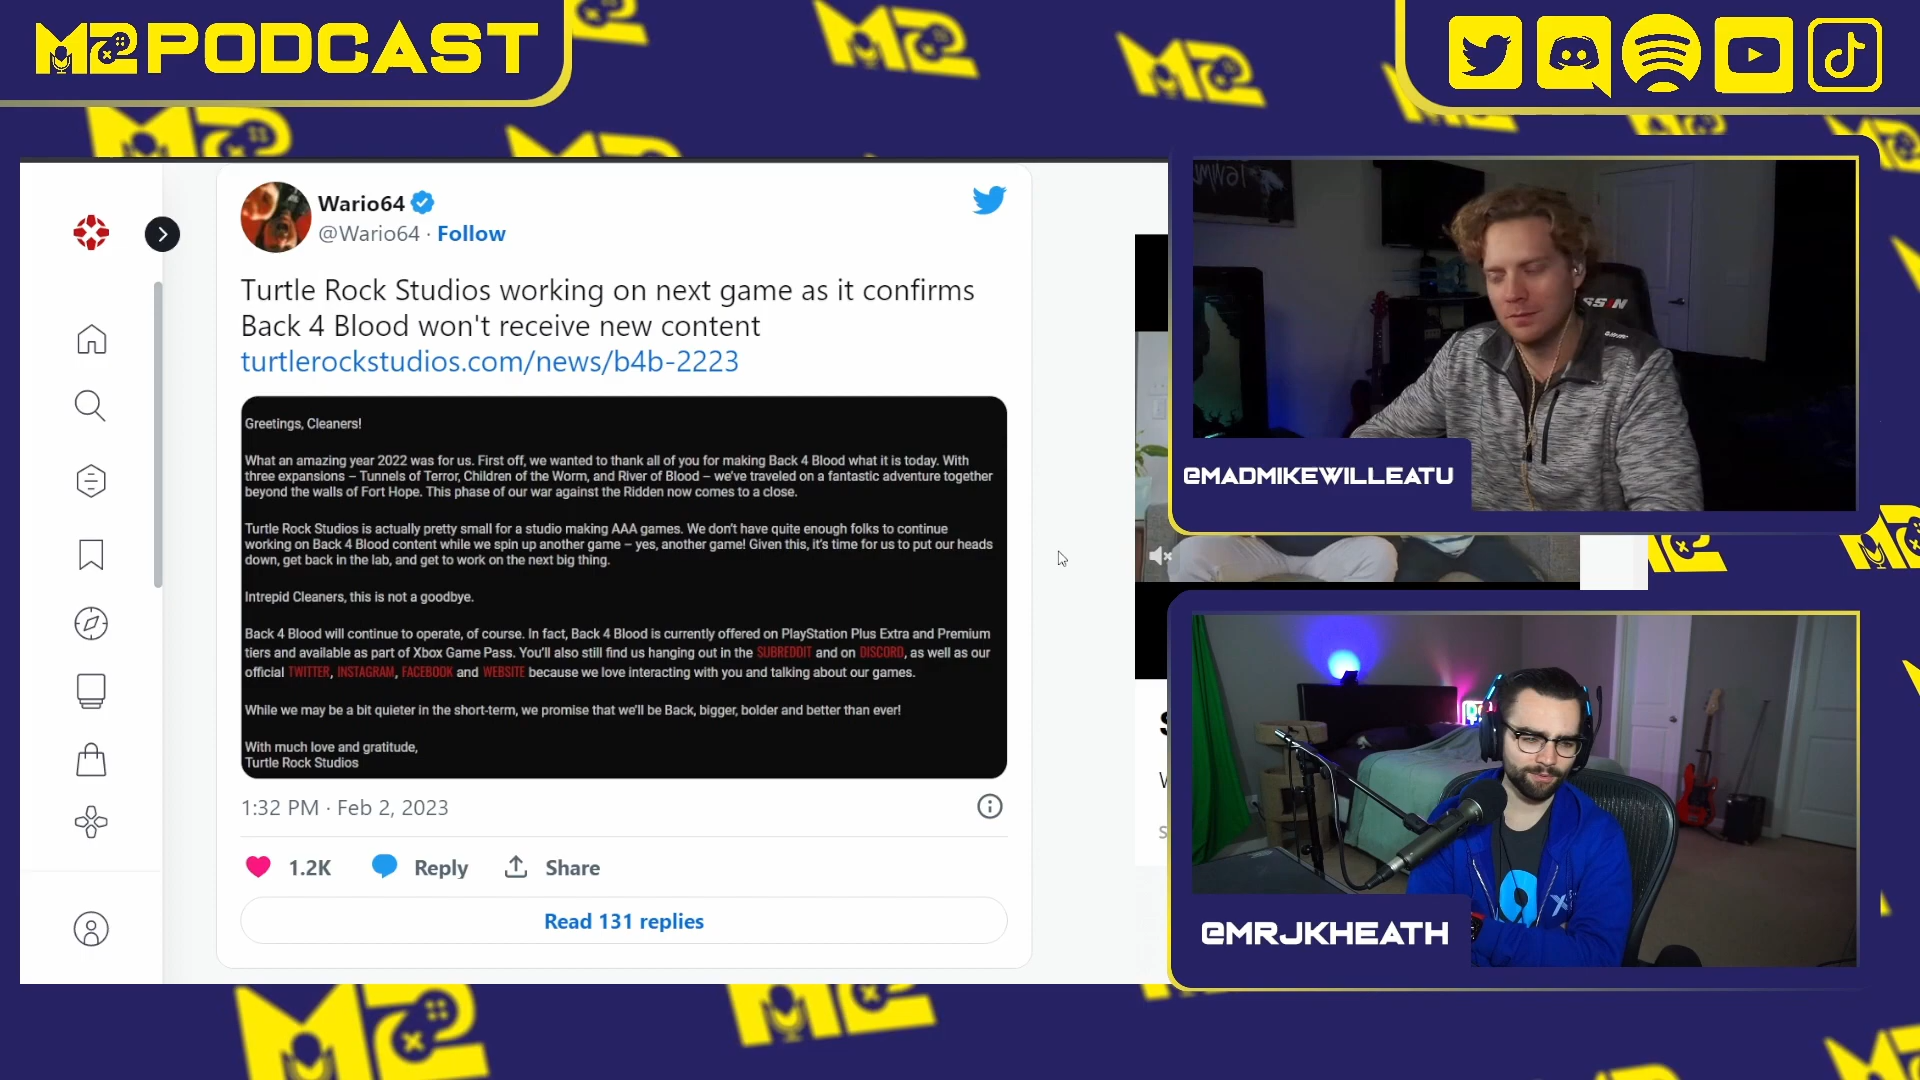 M2PODCAST
Wario64
@Wario64 · Follow
Turtle Rock Studios working on next game as it confirms
Back 4 Blood won't receive new content
turtlerockstudios.com/news/b4b-2223
Greetings, Cleaners!
What an amazing year 2022 was for us. First off, we wanted to thank all of you for making Back 4 Blood what it is today. With
three expansions – Tunnels of Terror, Children of the Worm, and River of Blood – we've traveled on a fantastic adventure together
beyond the walls of Fort Hope. This phase of our war against the Ridden now comes to a close.
Turtle Rock Studios is actually pretty small for a studio making AAA games. We don't have quite enough folks to continue
working on Back 4 Blood content while we spin up another game – yes, another game! Given this, it's time for us to put our heads
down, get back in the lab, and get to work on the next big thing.
Intrepid Cleaners, this is not a goodbye.
Back 4 Blood will continue to operate, of course. In fact, Back 4 Blood is currently offered on PlayStation Plus Extra and Premium
tiers and available as part of Xbox Game Pass. You'll also still find us hanging out in the SUBREDDIT and on DISCORD, as well as our
official TWITTER, INSTAGRAM, FACEBOOK and WEBSITE because we love interacting with you and talking about our games.
While we may be a bit quieter in the short-term, we promise that we'll be Back, bigger, bolder and better than ever!
With much love and gratitude,
Turtle Rock Studios
1:32 PM · Feb 2, 2023
1.2K Reply Share
Read 131 replies
@MADMIKEWILLEATU
@MRJKHEATH